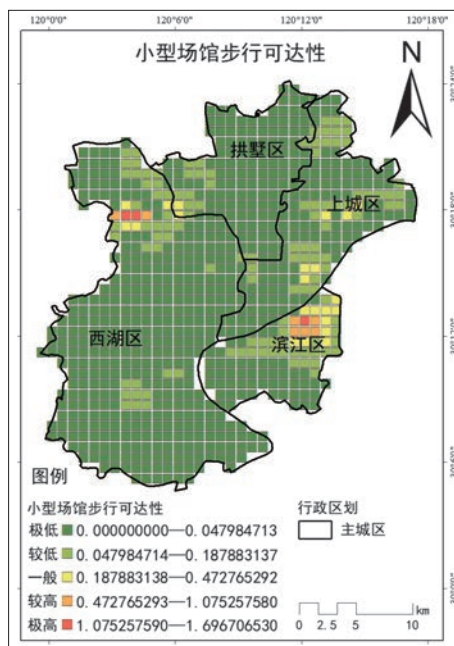 120°0'0" 120°6'0" 120°12'0" 120°18'0"
小型场馆步行可达性
N
拱墅区
上城区
西湖区
滨江区
图例
小型场馆步行可达性
极低 0.000000000—0.047984713
较低 0.047984714—0.187883137
一般 0.187883138—0.472765292
较高 0.472765293—1.075257580
极高 1.075257590—1.696706530
行政区划
主城区
km
0 2.5 5 10